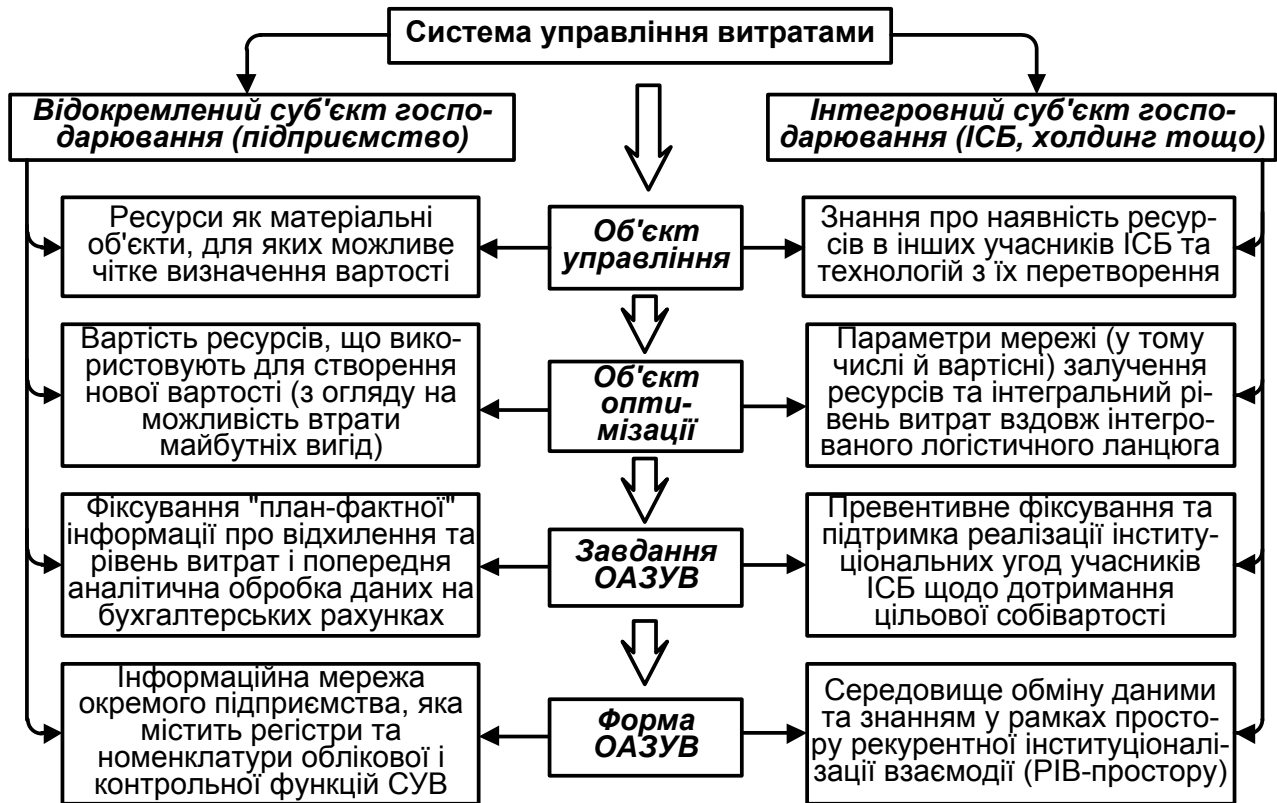 Система управління витратами
Відокремлений суб'єкт госпо-
дарювання (підприємство)
Інтегровний суб'єкт госпо-
дарювання (ІСБ, холдинг тощо)
Ресурси як матеріальні
об'єкти, для яких можливе
чітке визначення вартості
Об'єкт
управління
Знання про наявність ресур-
сів в інших учасників ІСБ та
технологій з їх перетворення
Вартість ресурсів, що вико-
ристовують для створення
нової вартості (з огляду на
можливість втрати
майбутніх вигід)
Об'єкт
опти-
мізації
Параметри мережі (у тому
числі й вартісні) залучення
ресурсів та інтегральний рі-
вень витрат вздовж інтегро-
ваного логістичного ланцюга
Фіксування "план-фактної"
інформації про відхилення та
рівень витрат і попередня
аналітична обробка даних на
бухгалтерських рахунках
Завдання
ОАЗУВ
Превентивне фіксування та
підтримка реалізації інститу-
ціональних угод учасників
ІСБ щодо дотримання
цільової собівартості
Інформаційна мережа
окремого підприємства, яка
містить регістри та
номенклатури облікової і
контрольної функцій СУВ
Форма
ОАЗУВ
Середовище обміну даними
та знанням у рамках просто-
ру рекурентної інституціоналі-
зації взаємодії (РІВ-простору)